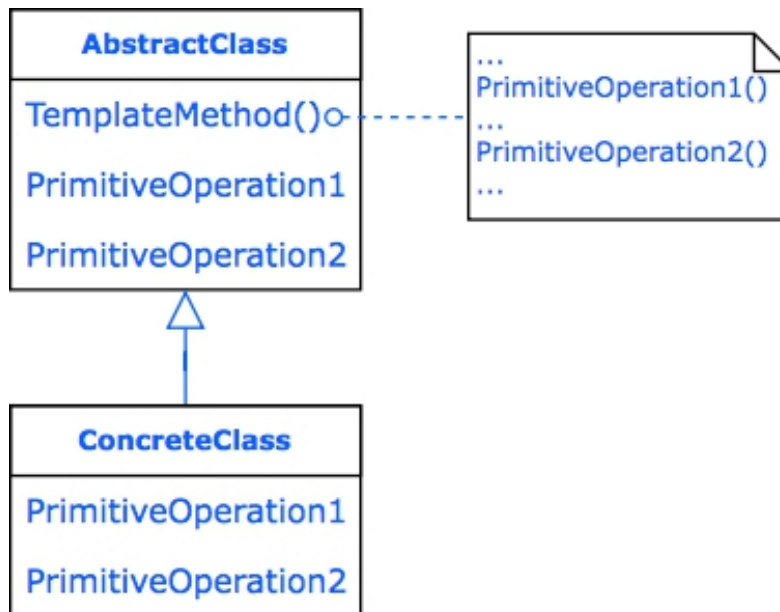 AbstractClass
TemplateMethod()
PrimitiveOperation1
PrimitiveOperation2
...
PrimitiveOperation1()
...
PrimitiveOperation2()
...
ConcreteClass
PrimitiveOperation1
PrimitiveOperation2